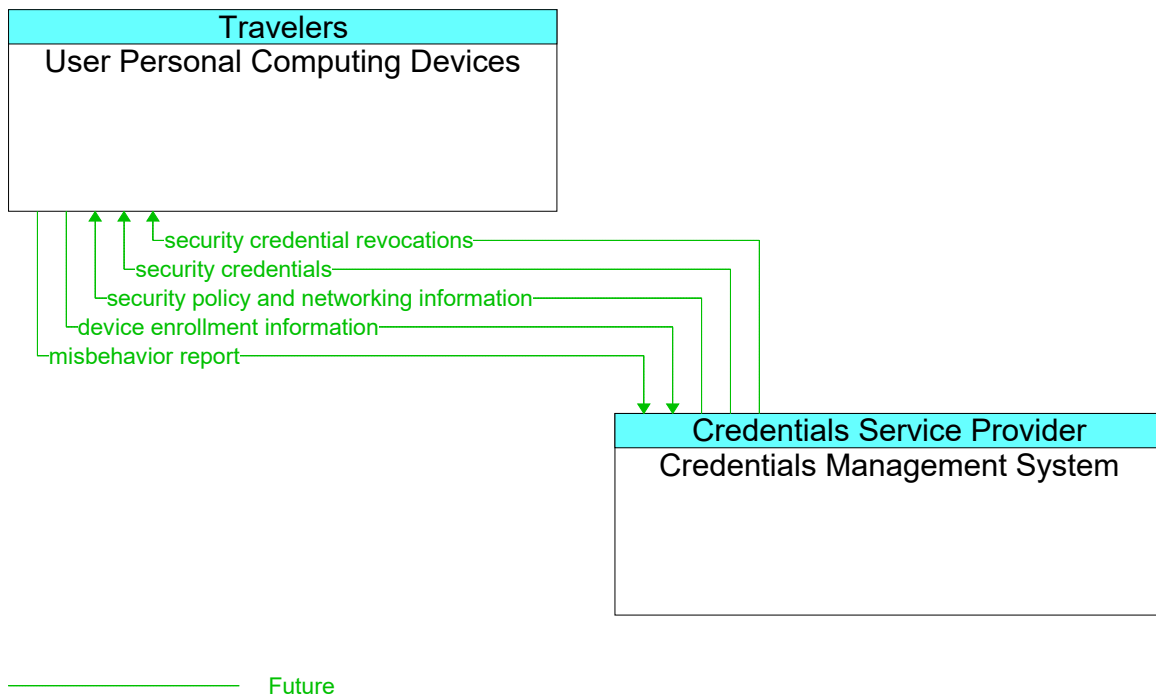 Travelers
User Personal Computing Devices
security credential revocations
security credentials
security policy and networking information
device enrollment information
misbehavior report
Credentials Service Provider
Credentials Management System
Future